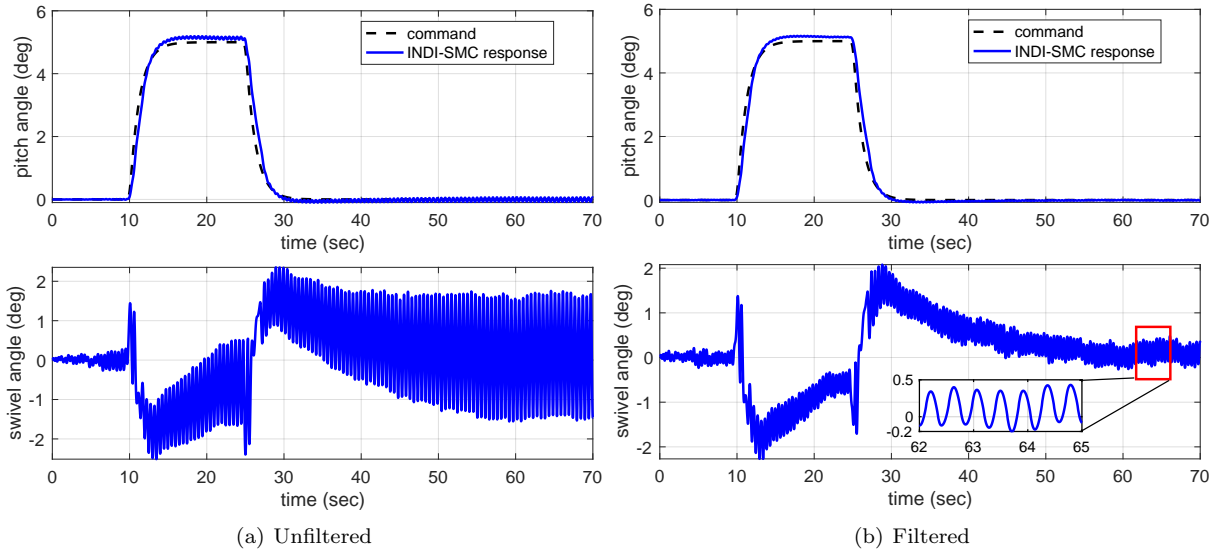 command
INDI-SMC response
pitch angle (deg)
6
4
2
0
0 10 20 30 40 50 60 70
time (sec)
swivel angle (deg)
2
1
0
-1
-2
0 10 20 30 40 50 60 70
time (sec)
(a) Unfiltered
command
INDI-SMC response
pitch angle (deg)
6
4
2
0
0 10 20 30 40 50 60 70
time (sec)
swivel angle (deg)
2
1
0
-1
-2
0.5
0
-0.2
62 63 64 65
0 10 20 30 40 50 60 70
time (sec)
(b) Filtered